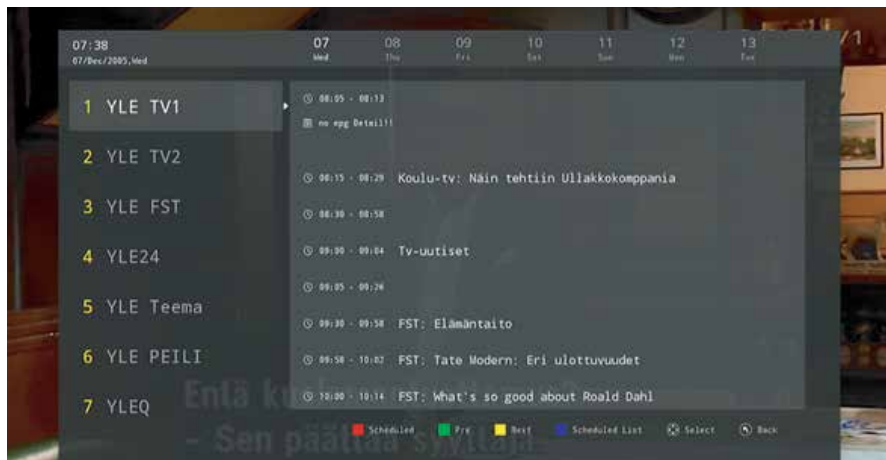 07:38
07/Dec/2005,Wed
07 08 09 10 11 12 13
Wed Thu Fri Sat Sun Mon Tue
/1
1 YLE TV1
2 YLE TV2
3 YLE FST
4 YLE24
5 YLE Teema
6 YLE PEILI
7 YLEQ
08:05 - 08:13
no epg Detail!!
08:15 - 08:29 Koulu-tv: Näin tehtiin Ullakkokomppania
08:30 - 08:58
09:00 - 09:04 Tv-uutiset
09:05 - 09:26
09:30 - 09:58 FST: Elämäntaito
09:58 - 10:02 FST: Tate Modern: Eri ulottuvuudet
10:00 - 10:14 FST: What's so good about Roald Dahl
Entä
- Sen päättää syyttäjä
Scheduled Pre Next Scheduled List Select Back